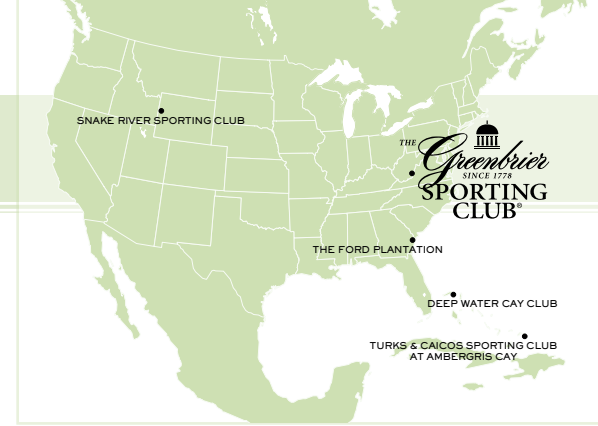 SNAKE RIVER SPORTING CLUB
THE Greenbrier
SINCE 1778
SPORTING
CLUB®
THE FORD PLANTATION
DEEP WATER CAY CLUB
TURKS & CAICOS SPORTING CLUB
AT AMBERGRIS CAY